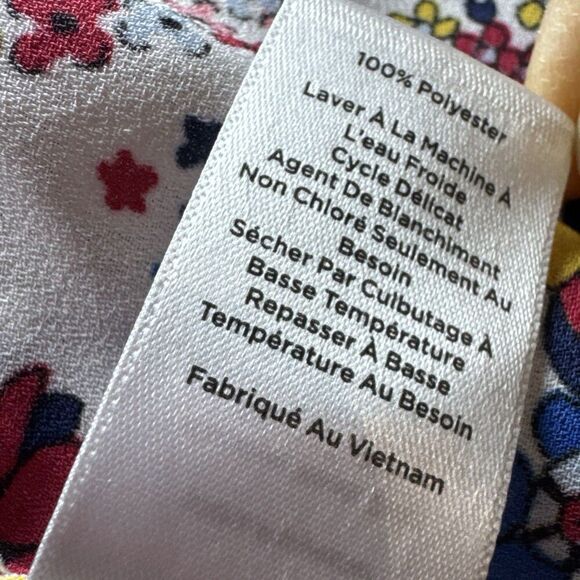 100% Polyester
Laver À La Machine À
L'eau Froide
Cycle Délicat
Agent De Blanchiment
Non Chloré Seulement Au
Besoin
Sécher Par Culbutage À
Basse Température
Repasser À Basse
Température Au Besoin
Fabriqué Au Vietnam